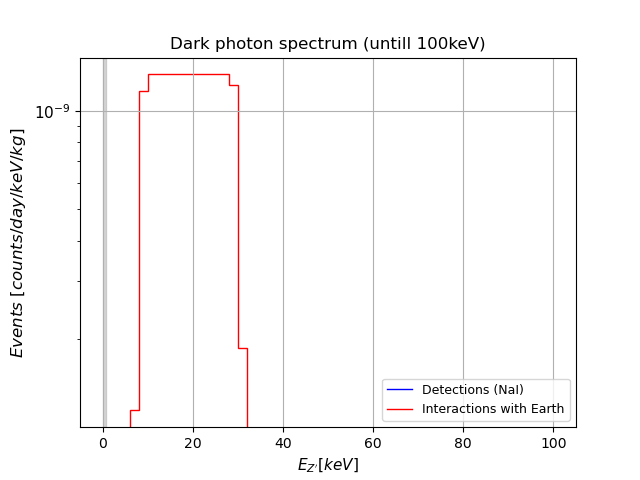 Dark photon spectrum (untill 100keV)
Events [counts/day/keV/kg]
10⁻⁹
0 20 40 60 80 100
E_{Z'}[keV]
Detections (NaI)
Interactions with Earth